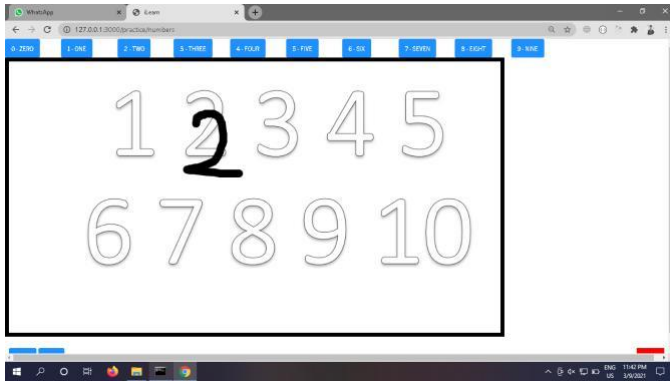 WhatsApp
iLearn
127.0.0.1:3000/practice/numbers
0 - ZERO 1 - ONE 2 - TWO 3 - THREE 4 - FOUR 5 - FIVE 6 - SIX 7 - SEVEN 8 - EIGHT 9 - NINE
1 2 3 4 5
2
6 7 8 9 10
ENG 11:42 PM
US 3/9/2021